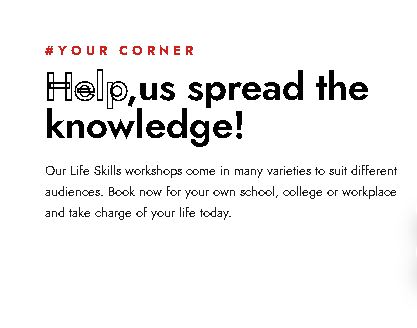 #YOUR CORNER
Help,us spread the
knowledge!
Our Life Skills workshops come in many varieties to suit different
audiences. Book now for your own school, college or workplace
and take charge of your life today.